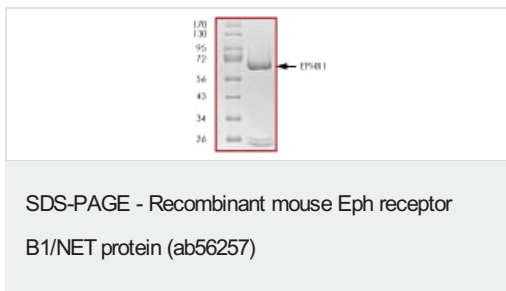 170
130
95
72
56
43
34
26
EPHB1
SDS-PAGE - Recombinant mouse Eph receptor
B1/NET protein (ab56257)